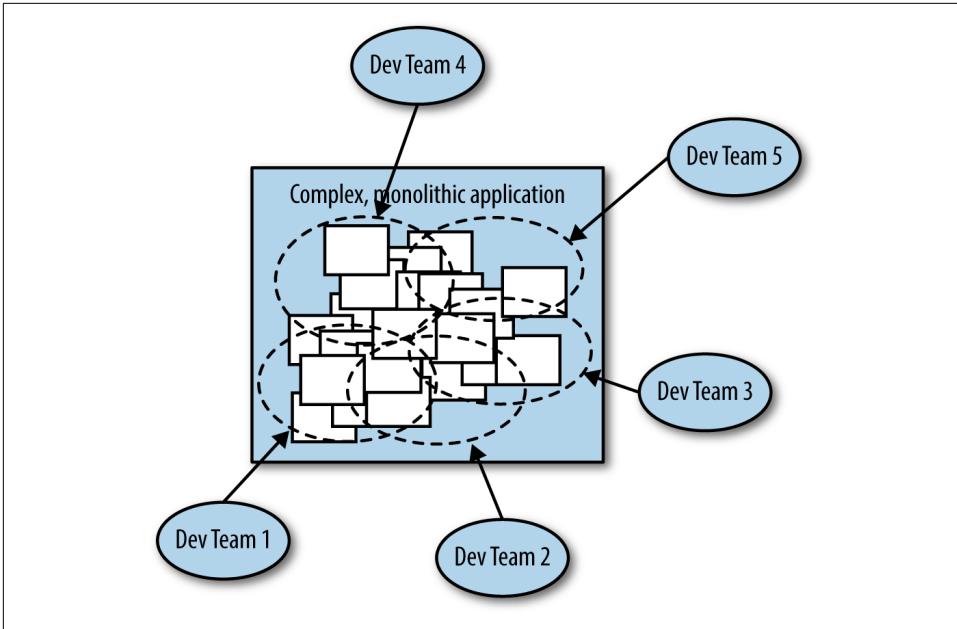 Dev Team 4
Dev Team 5
Complex, monolithic application
Dev Team 3
Dev Team 1
Dev Team 2